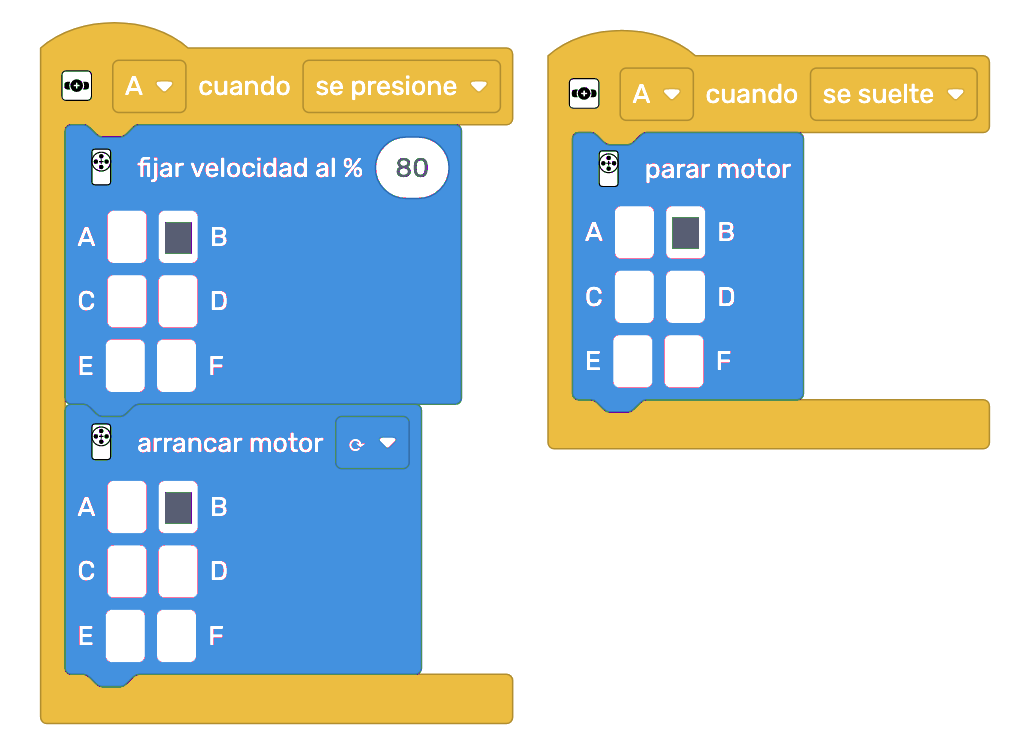 A cuando se presione
fijar velocidad al % 80
A B
C D
E F
arrancar motor
A B
C D
E F
A cuando se suelte
parar motor
A B
C D
E F